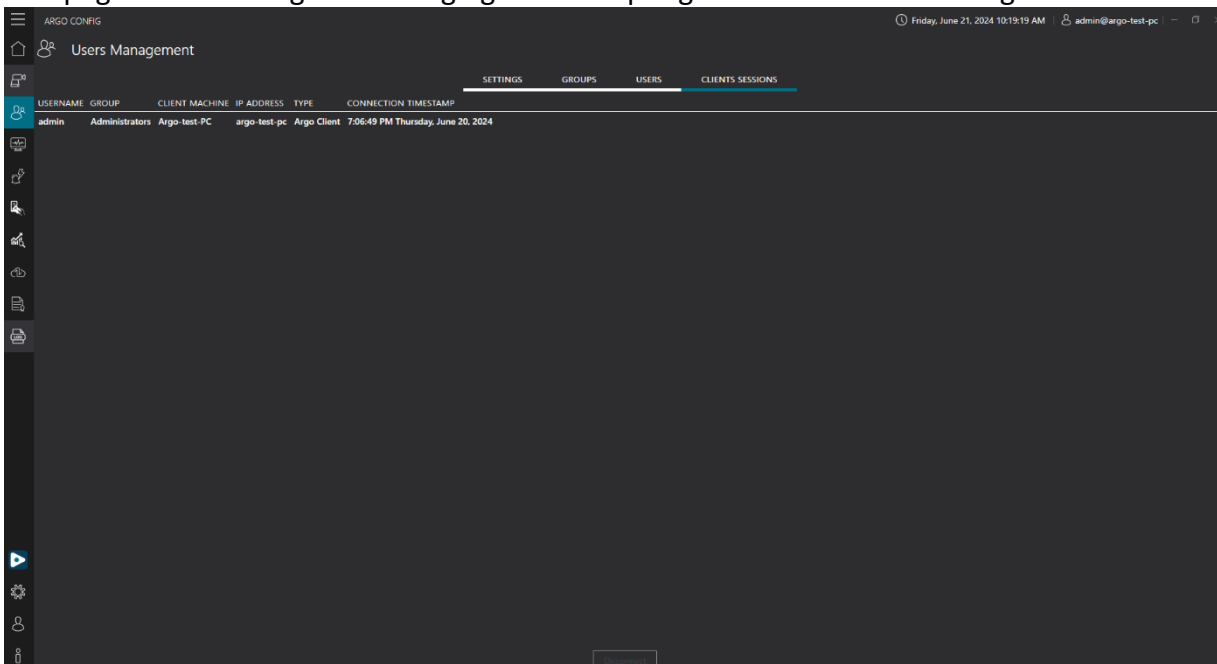 ARGO CONFIG
Friday, June 21, 2024 10:19:19 AM
admin@argo-test-pc
Users Management
SETTINGS GROUPS USERS CLIENTS SESSIONS
USERNAME GROUP CLIENT MACHINE IP ADDRESS TYPE CONNECTION TIMESTAMP
admin Administrators Argo-test-PC argo-test-pc Argo Client 7:06:49 PM Thursday, June 20, 2024